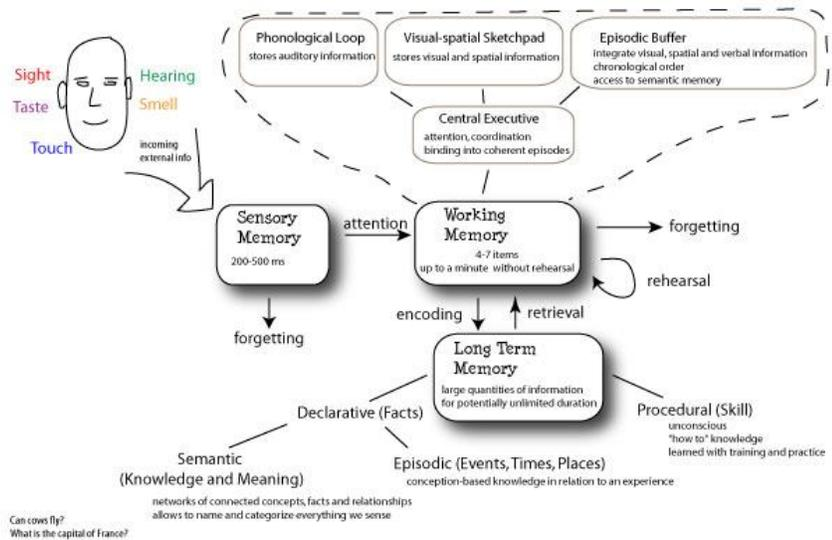 Phonological Loop
stores auditory information
Visual-spatial Sketchpad
stores visual and spatial information
Episodic Buffer
integrate visual, spatial and verbal information
chronological order
access to semantic memory
Sight
Hearing
Taste
Smell
Touch
incoming
external info
Central Executive
attention, coordination
binding into coherent episodes
Sensory
Memory
200-500 ms
attention
Working
Memory
4-7 items
up to a minute without rehearsal
forgetting
rehearsal
forgetting
encoding
retrieval
Long Term
Memory
large quantities of information
for potentially unlimited duration
Declarative (Facts)
Procedural (Skill)
unconscious
"how to" knowledge
learned with training and practice
Semantic
(Knowledge and Meaning)
networks of connected concepts, facts and relationships
allows to name and categorize everything we sense
Episodic (Events, Times, Places)
conception-based knowledge in relation to an experience
Can cows fly?
What is the capital of France?